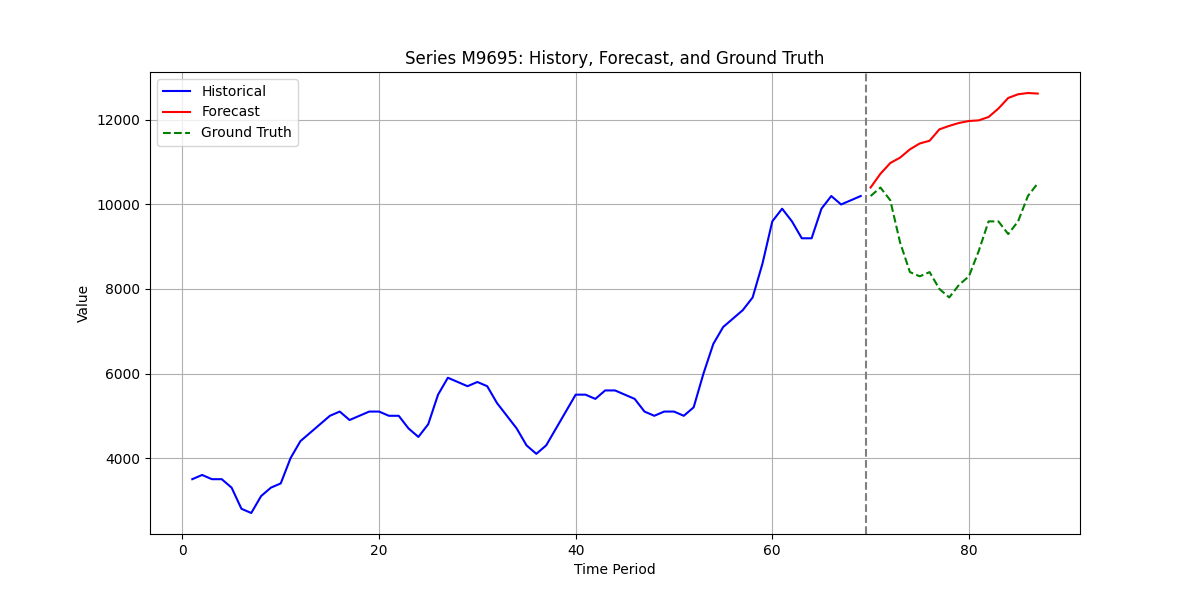 Series M9695: History, Forecast, and Ground Truth
Historical
Forecast
Ground Truth
12000
10000
8000
6000
4000
Value
0 20 40 60 80
Time Period